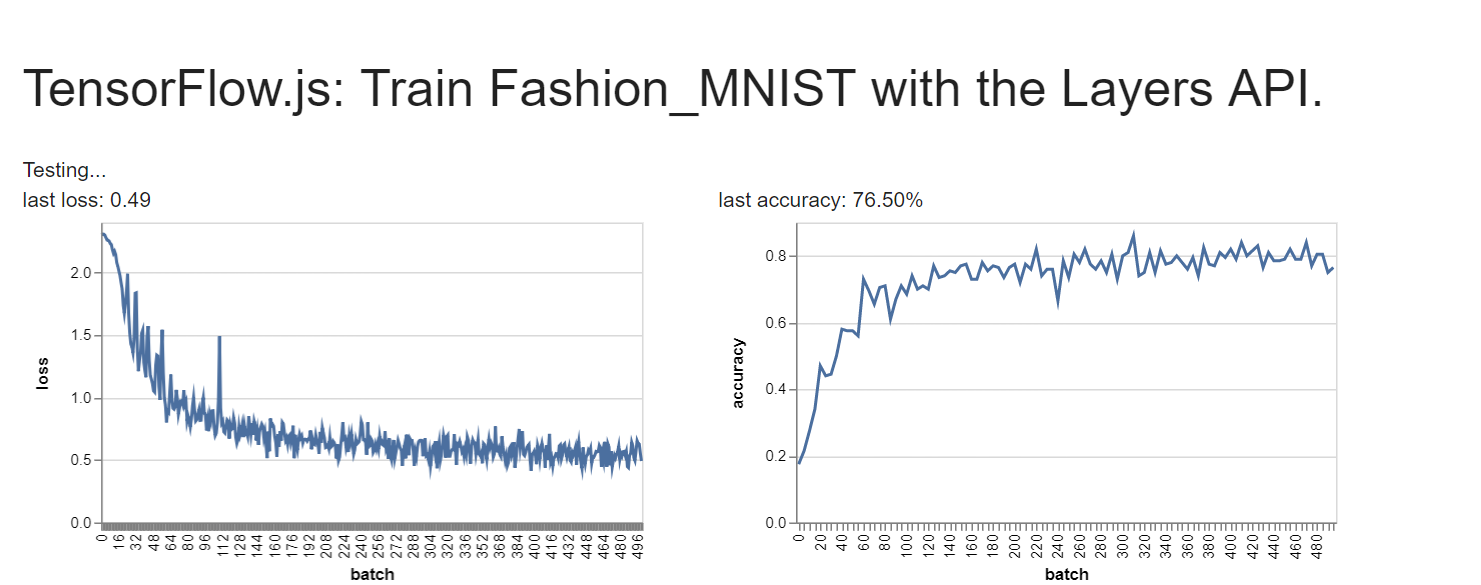 TensorFlow.js: Train Fashion_MNIST with the Layers API.
Testing...
last loss: 0.49
last accuracy: 76.50%
2.0
1.5
1.0
0.5
0.0
loss
0 16 32 48 64 80 96 112 128 144 160 176 192 208 224 240 256 272 288 304 320 336 352 368 384 400 416 432 448 464 480 496
batch
0.8
0.6
0.4
0.2
0.0
accuracy
0 20 40 60 80 100 120 140 160 180 200 220 240 260 280 300 320 340 360 380 400 420 440 460 480
batch